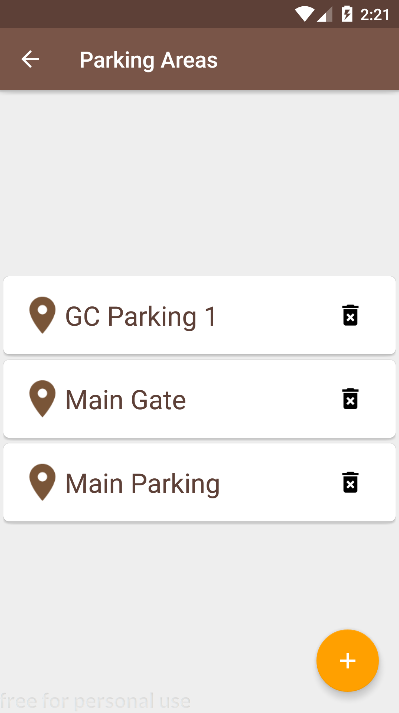 2:21
Parking Areas
GC Parking 1
Main Gate
Main Parking
free for personal use